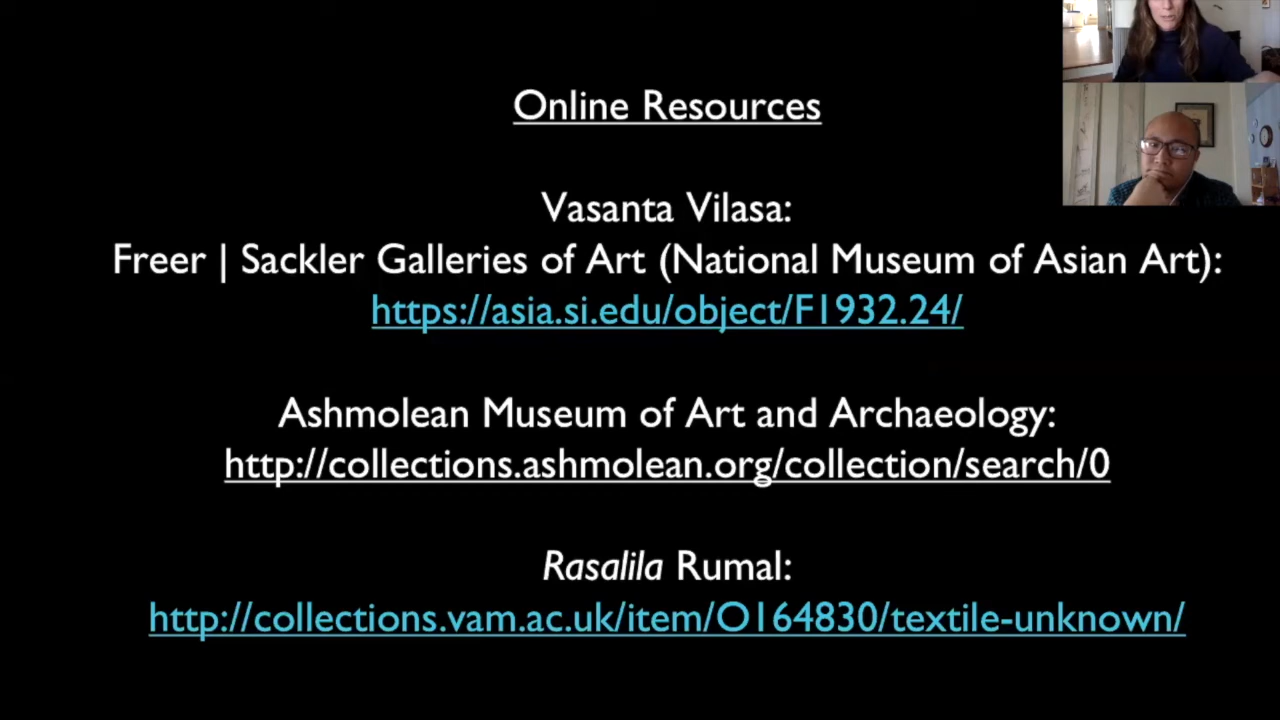 Online Resources
Vasanta Vilasa:
Freer | Sackler Galleries of Art (National Museum of Asian Art):
https://asia.si.edu/object/F1932.24/
Ashmolean Museum of Art and Archaeology:
http://collections.ashmolean.org/collection/search/0
Rasalila Rumal:
http://collections.vam.ac.uk/item/O164830/textile-unknown/